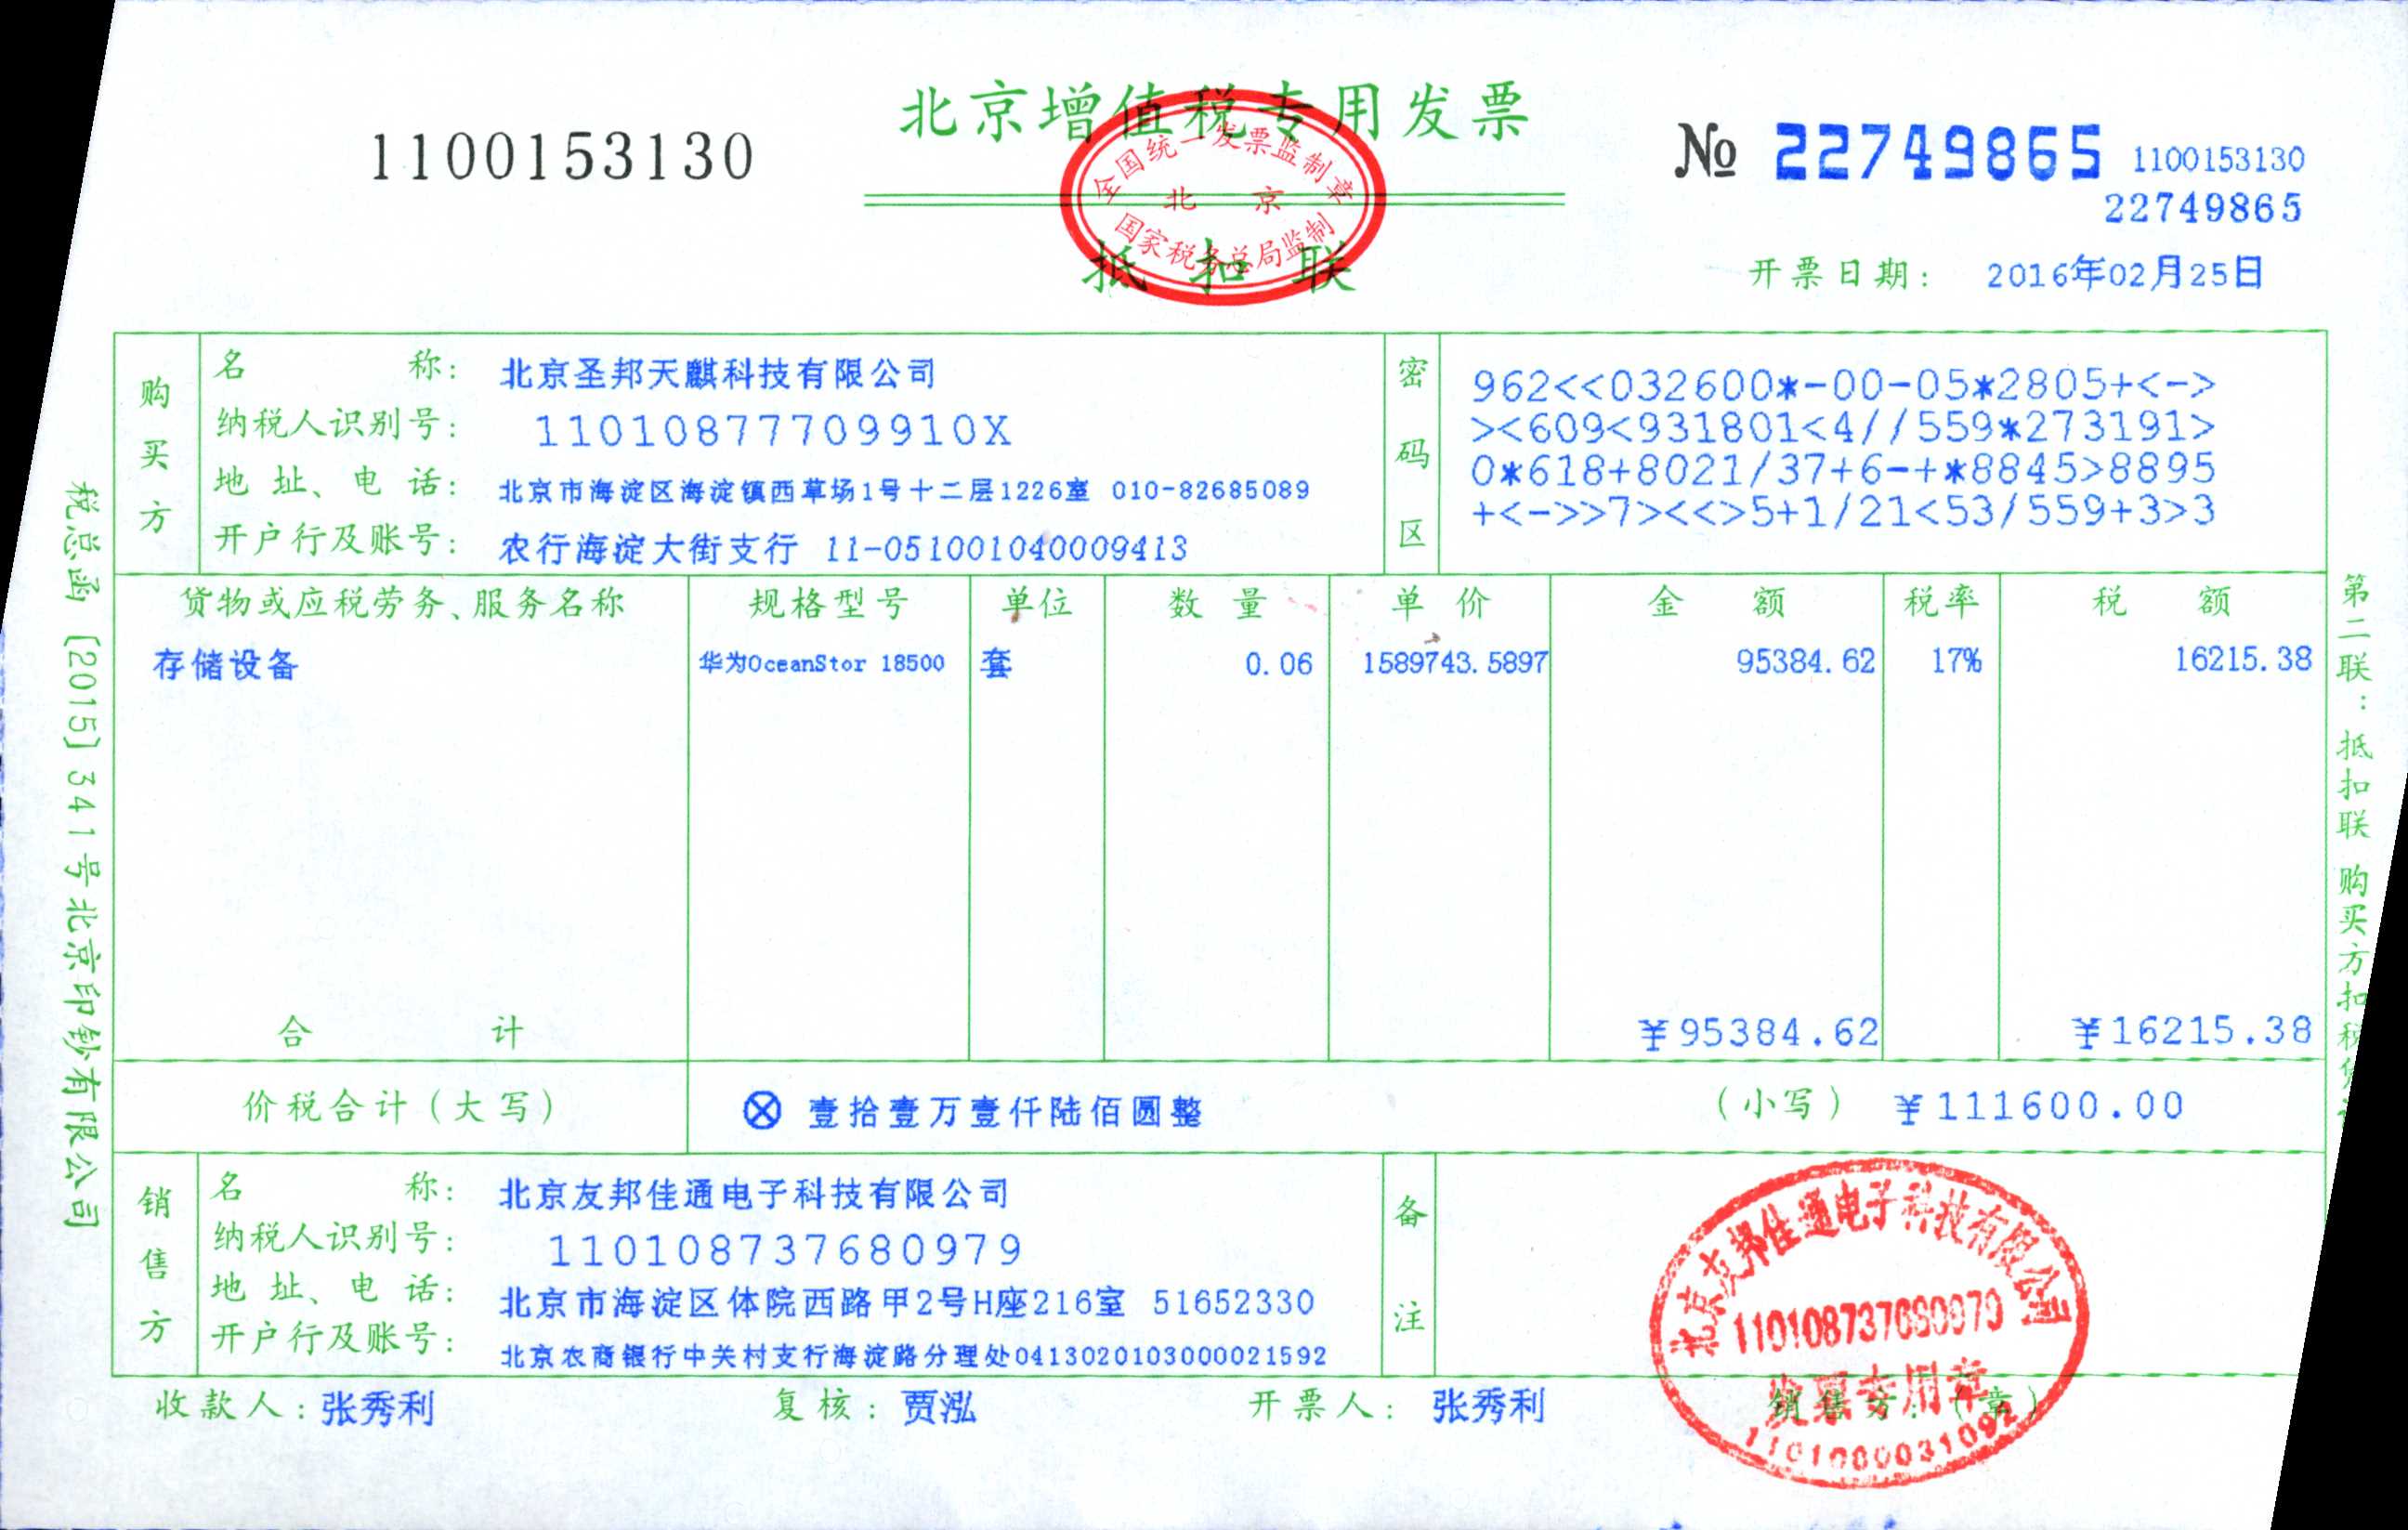 北京增值税专用发票
1100153130
全国统一发票监制章
北京
国家税务总局监制
抵扣联
№ 22749865 1100153130
22749865
开票日期: 2016年02月25日
购买方
名称: 北京圣邦天麒科技有限公司
纳税人识别号: 11010877709910X
地址、电话: 北京市海淀区海淀镇西草场1号十二层1226室 010-82685089
开户行及账号: 农行海淀大街支行 11-051001040009413
密码区
962<<032600*-00-05*2805+<->
><609<931801<4//559*273191>
0*618+8021/37+6-+*8845>8895
+<->>7><<>5+1/21<53/559+3>3
货物或应税劳务、服务名称 规格型号 单位 数量 单价 金额 税率 税额
存储设备 华为OceanStor 18500 套 0.06 1589743.5897 95384.62 17% 16215.38
合计 ¥95384.62 ¥16215.38
价税合计(大写) ⊗ 壹拾壹万壹仟陆佰圆整 (小写) ¥111600.00
销售方
名称: 北京友邦佳通电子科技有限公司
纳税人识别号: 110108737680979
地址、电话: 北京市海淀区体院西路甲2号H座216室 51652330
开户行及账号: 北京农商银行中关村支行海淀路分理处0413020103000021592
备注
北京友邦佳通电子科技有限公司
110108737680979
发票专用章
收款人: 张秀利 复核: 贾泓 开票人: 张秀利 销售方:(章)
税总函〔2015〕341号北京印钞有限公司
第二联:抵扣联 购买方扣税